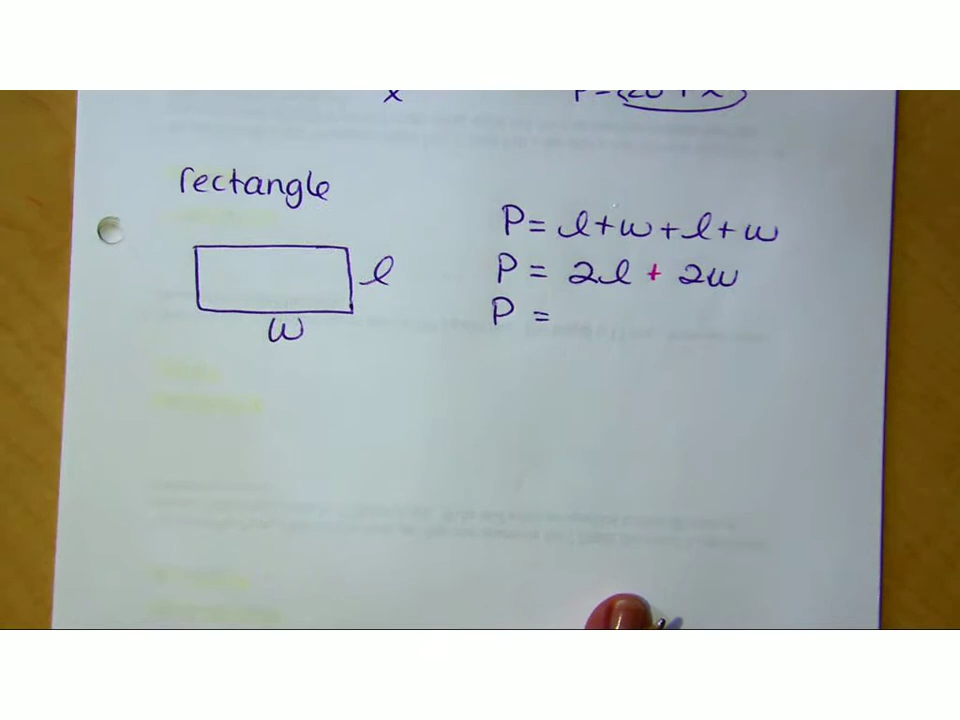 x
rectangle
P = l + w + l + w
l
P = 2l + 2w
P =
w